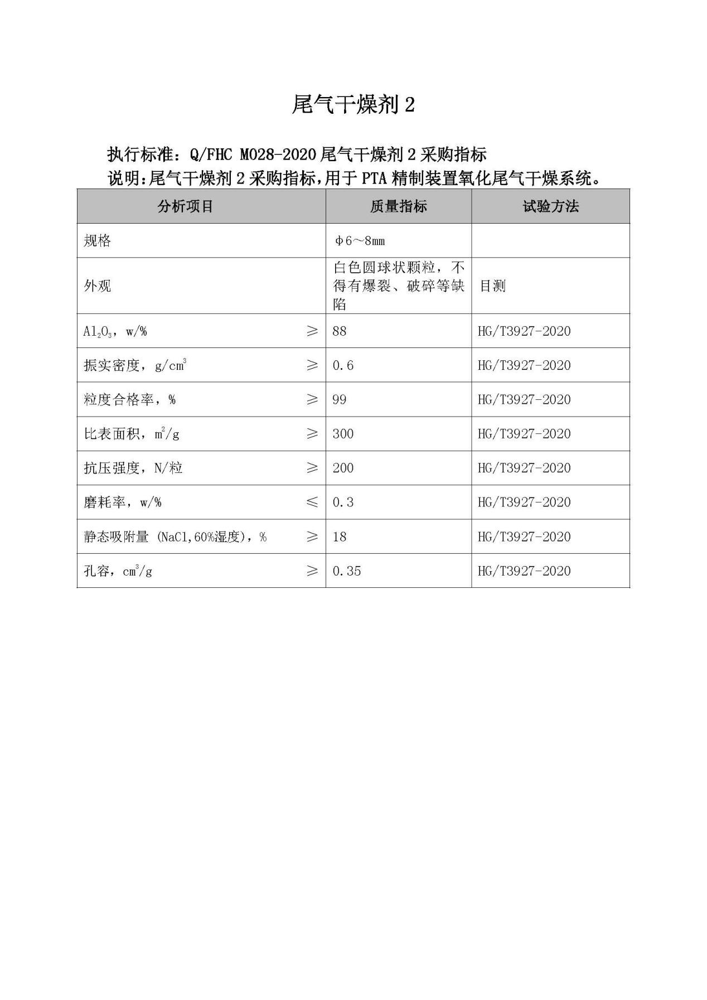 尾气干燥剂 2
执行标准：Q/FHC M028-2020 尾气干燥剂 2 采购指标
说明:尾气干燥剂 2 采购指标,用于 PTA 精制装置氧化尾气干燥系统。
分析项目 质量指标 试验方法
规格 φ6～8mm
外观 白色圆球状颗粒，不得有爆裂、破碎等缺陷 目测
Al₂O₃，w/% ≥ 88 HG/T3927-2020
振实密度，g/cm³ ≥ 0.6 HG/T3927-2020
粒度合格率，% ≥ 99 HG/T3927-2020
比表面积，m²/g ≥ 300 HG/T3927-2020
抗压强度，N/粒 ≥ 200 HG/T3927-2020
磨耗率，w/% ≤ 0.3 HG/T3927-2020
静态吸附量 (NaCl,60%湿度)，% ≥ 18 HG/T3927-2020
孔容，cm³/g ≥ 0.35 HG/T3927-2020